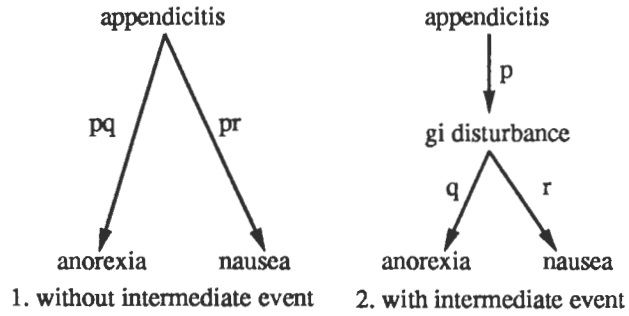 appendicitis
pq
pr
anorexia
nausea
1. without intermediate event
appendicitis
p
gi disturbance
q
r
anorexia
nausea
2. with intermediate event